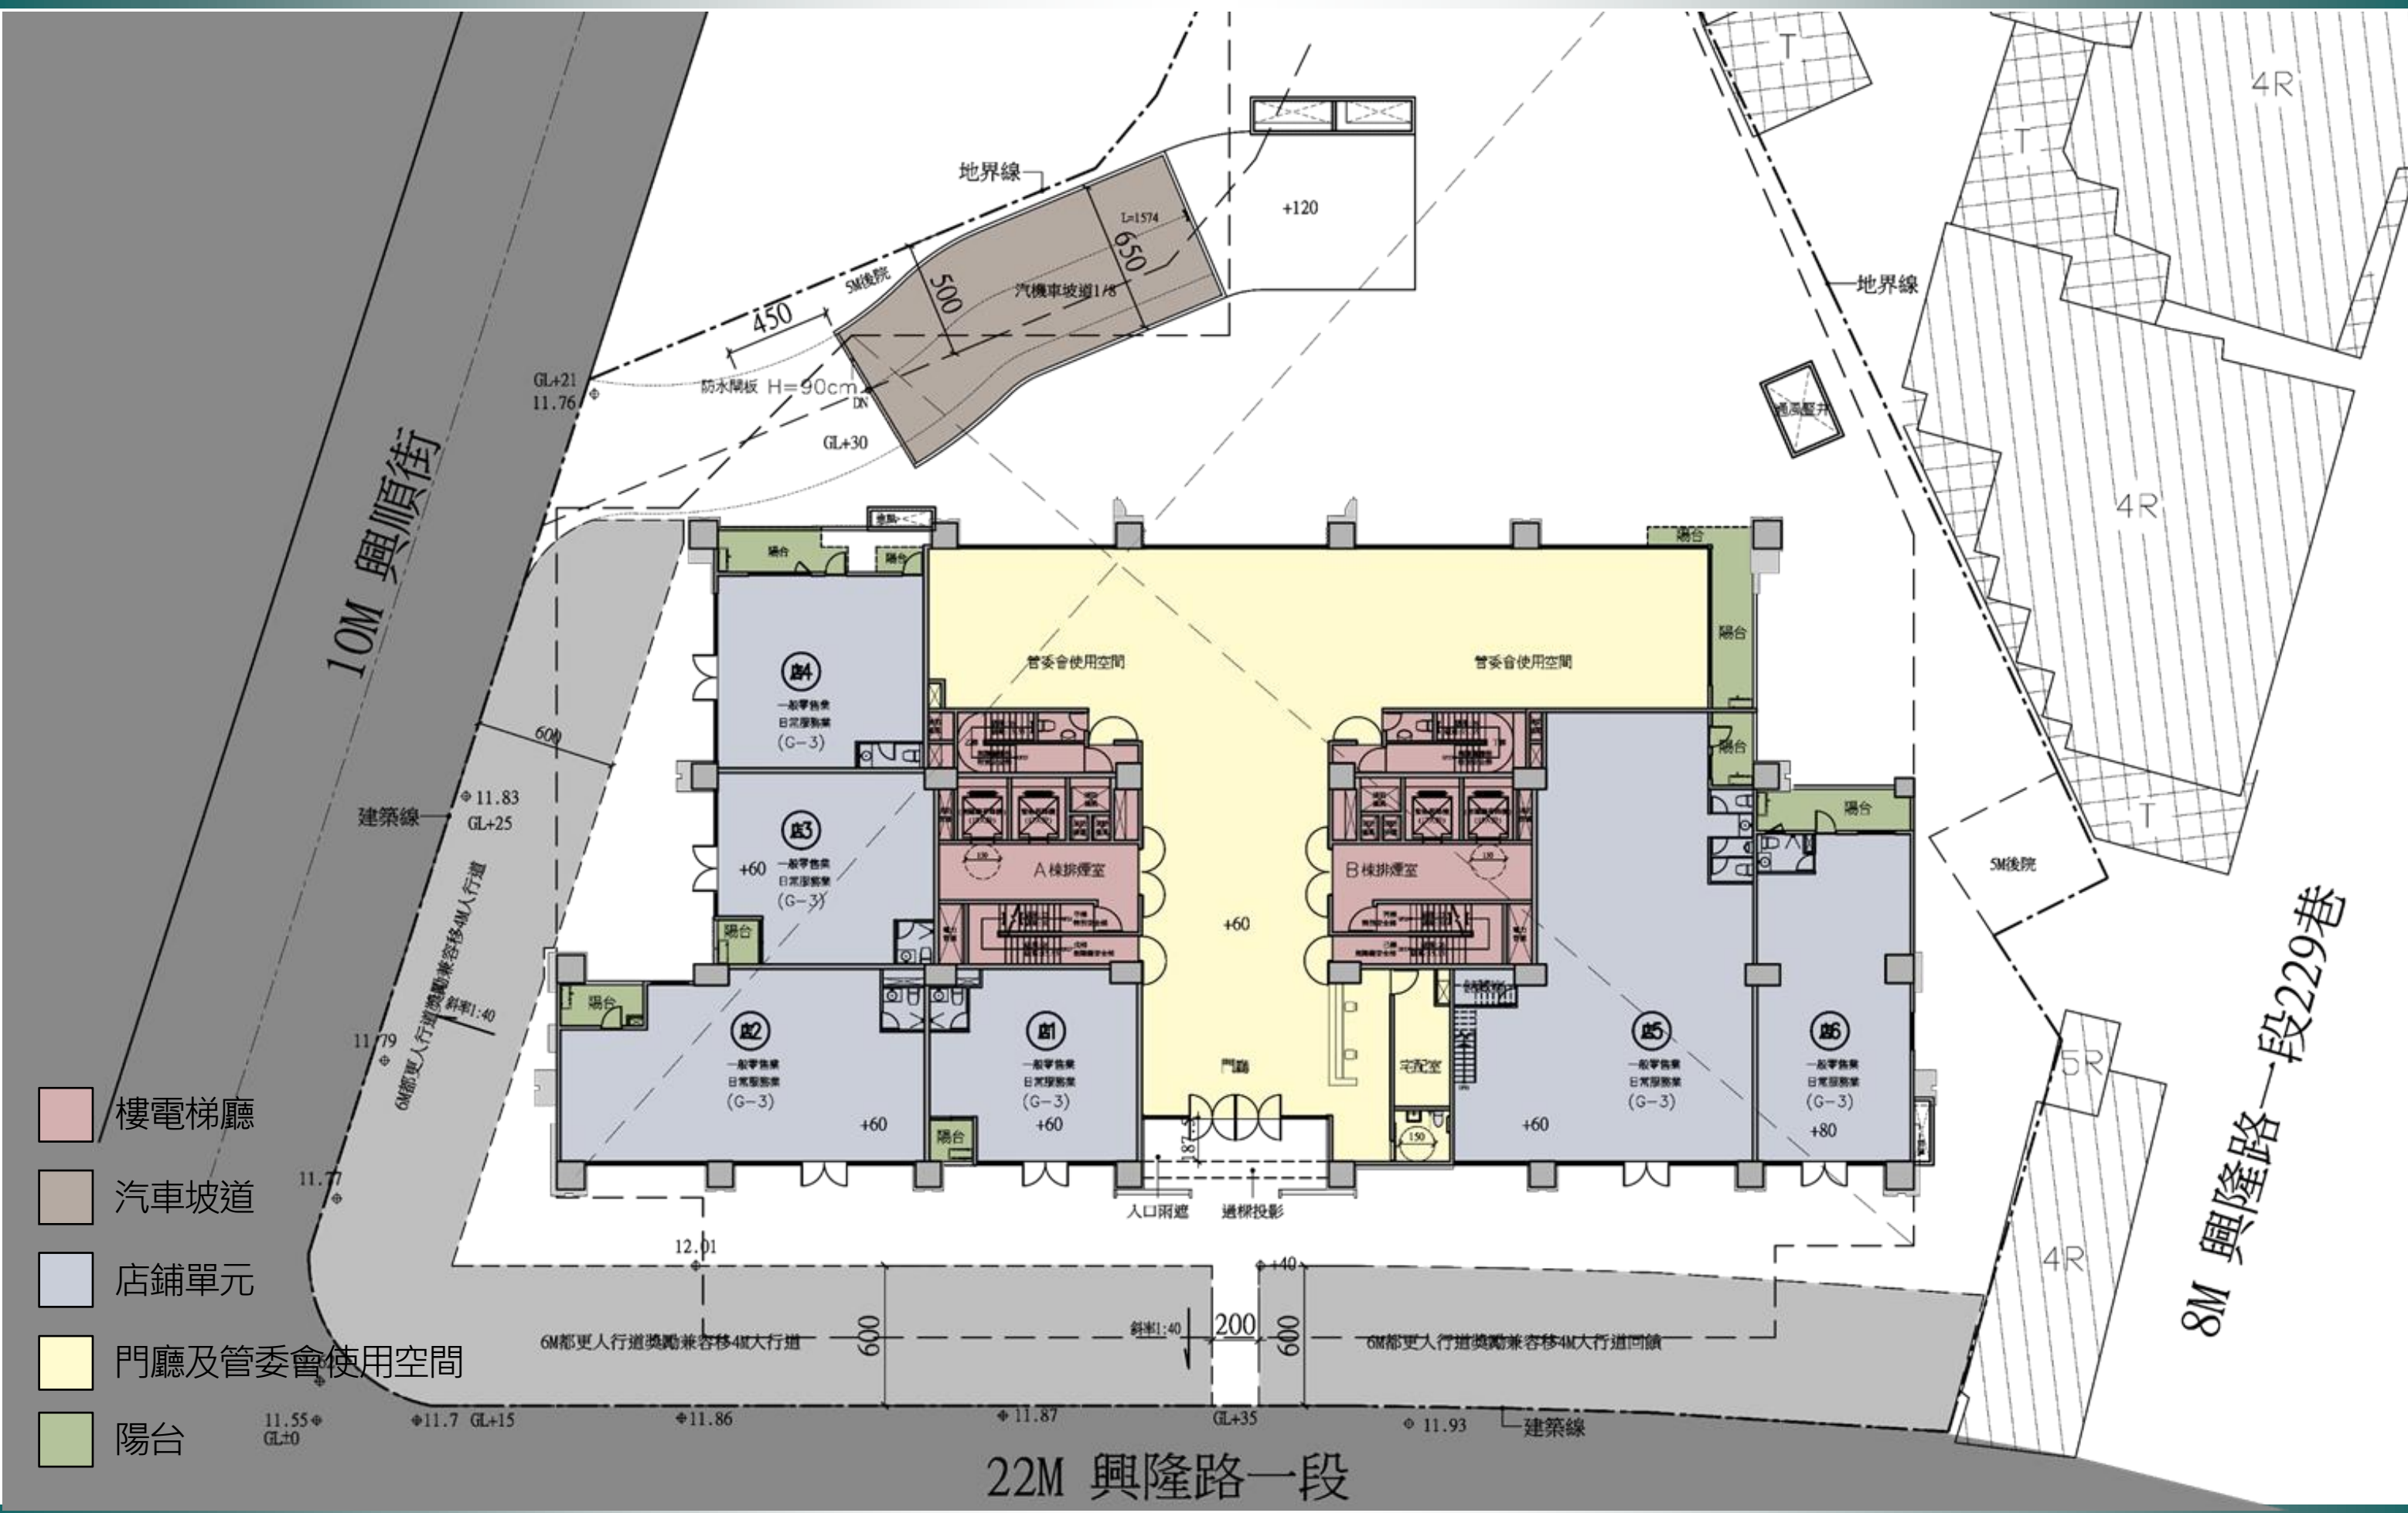 T
4R
T
地界線
+120
L=1574
650
5M後院
500
汽機車坡道1/8
地界線
450
GL+21
11.76
防水閘板 H=90cm
DN
通風豎井
GL+30
4R
10M 興順街
陽台
陽台
陽台
陽台
管委會使用空間
管委會使用空間
店4
一般零售業
日常服務業
(G-3)
600
陽台
11.83
建築線
GL+25
陽台
T
店3
+60
一般零售業
日常服務業
(G-3)
150
A棟排煙室
B棟排煙室
150
5M後院
+60
陽台
6M都更人行道獎勵兼容移4M人行道
斜率1:40
陽台
店2
一般零售業
日常服務業
(G-3)
+60
店1
一般零售業
日常服務業
(G-3)
+60
門廳
宅配室
店5
一般零售業
日常服務業
(G-3)
+60
店6
一般零售業
日常服務業
(G-3)
+80
11.79
5R
陽台
187.5
150
8M 興隆路一段229巷
11.77
入口雨遮
過樑投影
12.01
+40
4R
6M都更人行道獎勵兼容移4M人行道
600
斜率1:40
200
600
6M都更人行道獎勵兼容移4M人行道回饋
11.55
GL±0
11.7 GL+15
11.86
11.87
GL+35
11.93
建築線
22M 興隆路一段
樓電梯廳
汽車坡道
店鋪單元
門廳及管委會使用空間
陽台